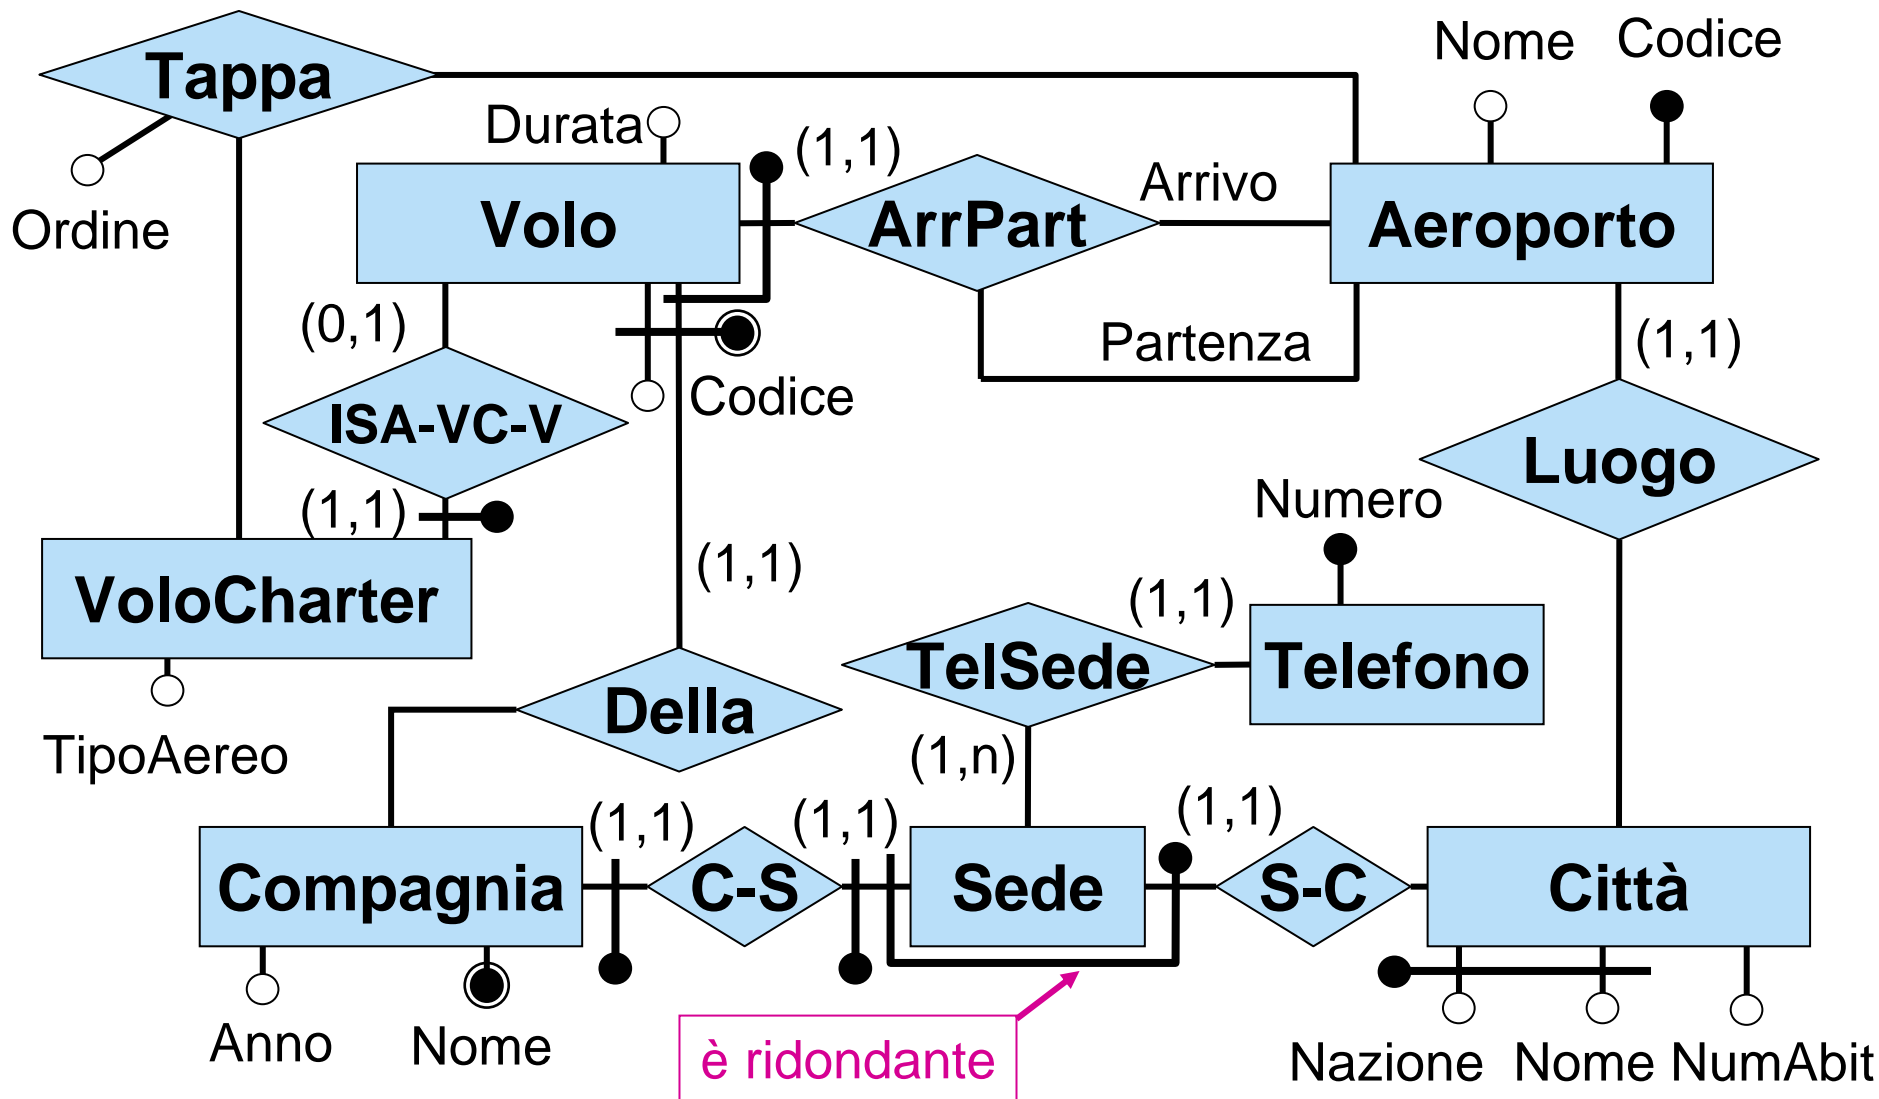 Nome Codice
Tappa
Durata (1,1)
Arrivo
Volo ArrPart Aeroporto
Ordine
(0,1) Partenza (1,1)
Codice
ISA-VC-V
Luogo
Numero
(1,1)
(1,1) (1,1)
VoloCharter
TelSede Telefono
Della
TipoAereo (1,n)
(1,1) (1,1) (1,1)
Compagnia C-S Sede S-C Città
Anno Nome è ridondante Nazione Nome NumAbit